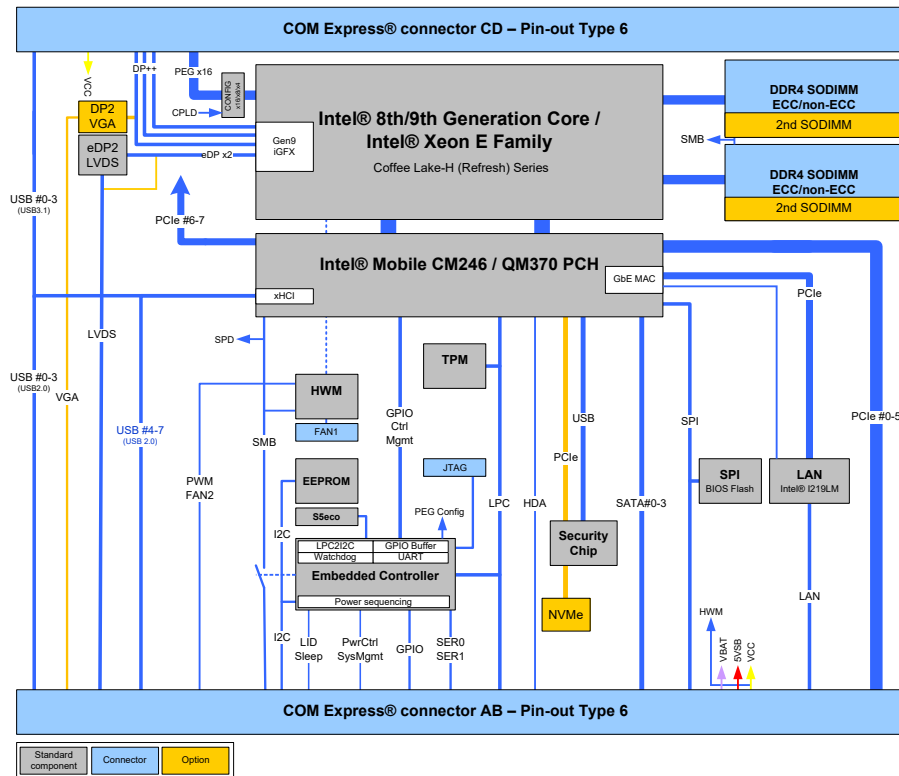 COM Express® connector CD – Pin-out Type 6
VCC
DP++
PEG x16
CONFIG
x16/x8/x4
CPLD
DP2
VGA
eDP2
LVDS
eDP x2
Gen9
iGFX
Intel® 8th/9th Generation Core /
Intel® Xeon E Family
Coffee Lake-H (Refresh) Series
SMB
DDR4 SODIMM
ECC/non-ECC
2nd SODIMM
DDR4 SODIMM
ECC/non-ECC
2nd SODIMM
USB #0-3
(USB3.1)
PCIe #6-7
Intel® Mobile CM246 / QM370 PCH
GbE MAC
xHCI
PCIe
LVDS
SPD
USB #0-3
(USB2.0)
VGA
USB #4-7
(USB 2.0)
HWM
FAN1
SMB
GPIO
Ctrl
Mgmt
TPM
USB
SPI
PCIe #0-5
PWM
FAN2
EEPROM
S5eco
I2C
JTAG
PEG Config
LPC
HDA
PCIe
SATA#0-3
SPI
BIOS Flash
LAN
Intel® I219LM
LPC2I2C
GPIO Buffer
Watchdog
UART
Embedded Controller
Power sequencing
Security
Chip
NVMe
LAN
I2C
LID
Sleep
PwrCtrl
SysMgmt
GPIO
SER0
SER1
HWM
VBAT
5VSB
VCC
COM Express® connector AB – Pin-out Type 6
Standard
component
Connector
Option